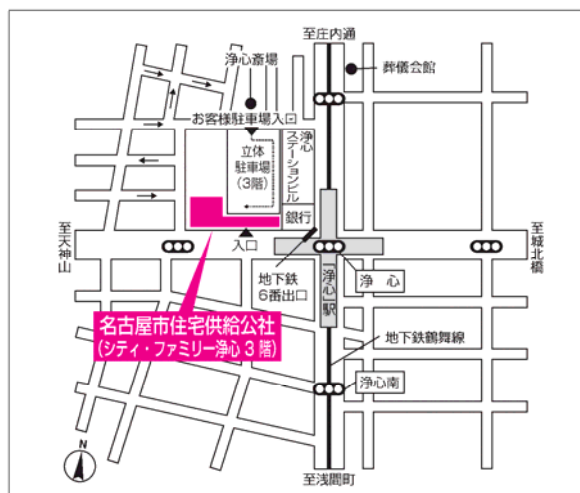 至庄内通
浄心斎場
葬儀会館
お客様駐車場入口
立体
駐車場
(3階)
浄心
ステーションビル
銀行
至天神山
至城北橋
入口
地下鉄
6番出口
「浄心」駅
浄 心
名古屋市住宅供給公社
(シティ・ファミリー浄心 3 階)
地下鉄鶴舞線
浄心南
N
至浅間町